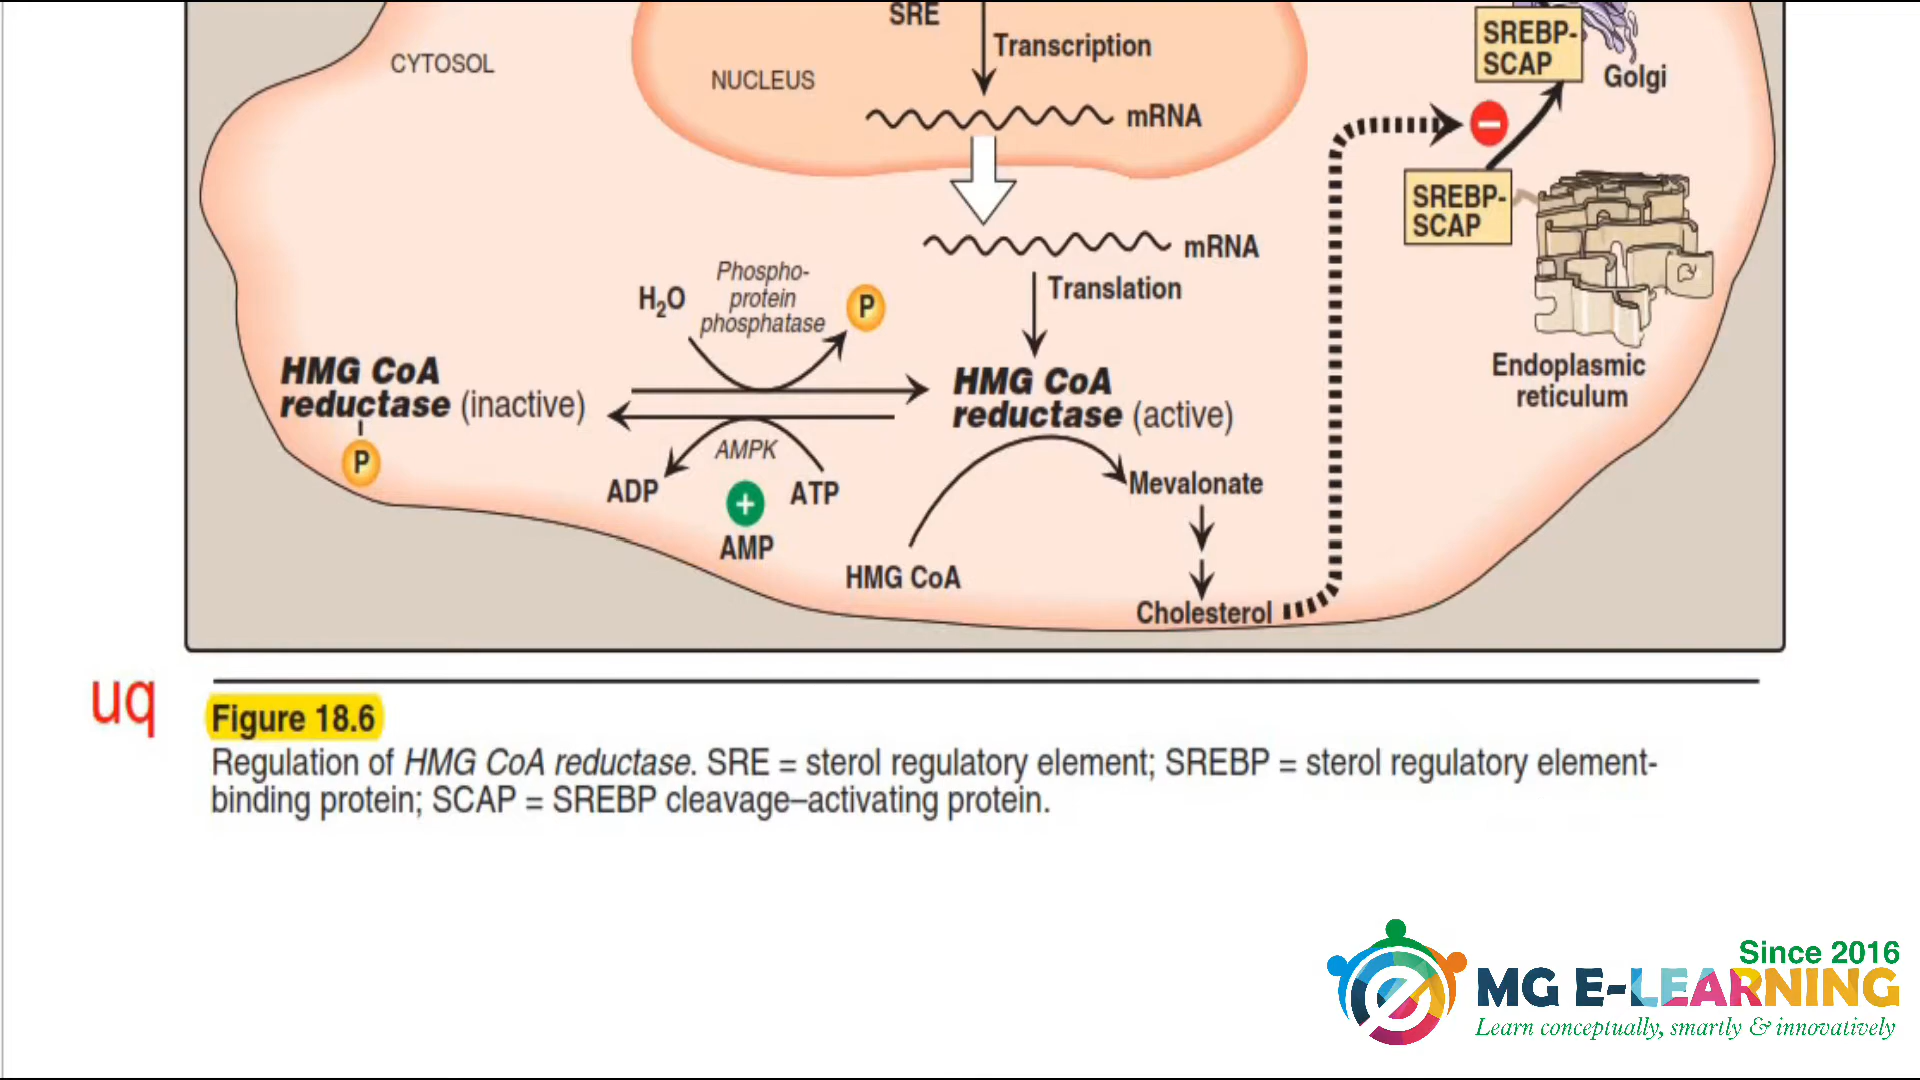 SRE
Transcription
CYTOSOL
NUCLEUS
mRNA
SREBP-
SCAP
Golgi
−
SREBP-
SCAP
Endoplasmic
reticulum
mRNA
Translation
H₂O
Phospho-
protein
phosphatase
P
HMG CoA
reductase (inactive)
P
HMG CoA
reductase (active)
AMPK
ADP
ATP
+
AMP
HMG CoA
Mevalonate
Cholesterol
uq
Figure 18.6
Regulation of HMG CoA reductase. SRE = sterol regulatory element; SREBP = sterol regulatory element-
binding protein; SCAP = SREBP cleavage–activating protein.
Since 2016
MG E-LEARNING
Learn conceptually, smartly & innovatively